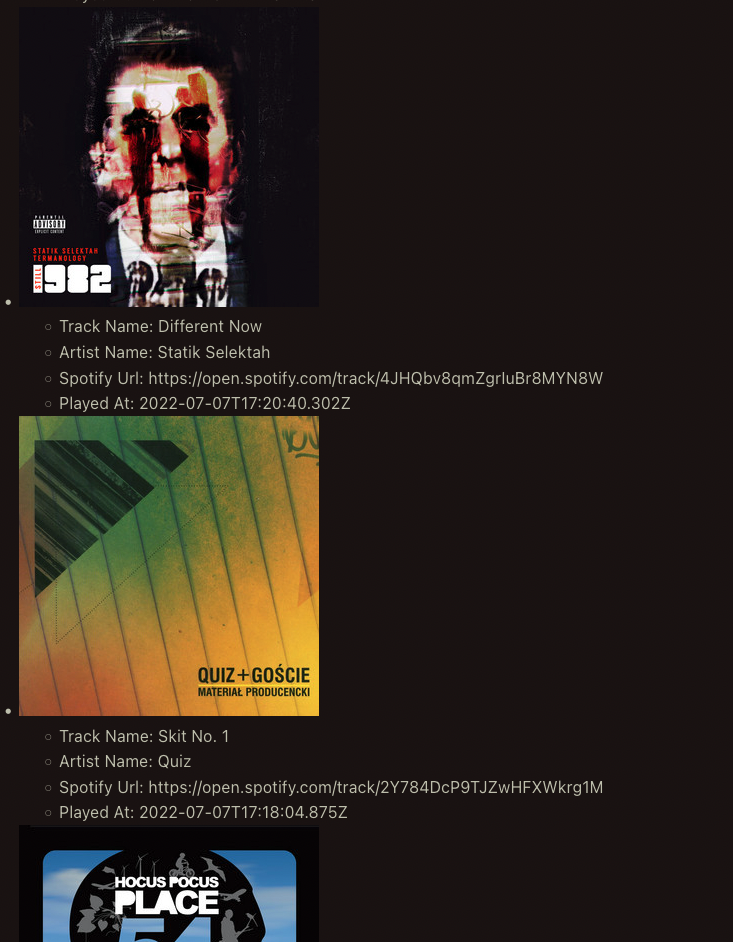 PARENTAL
ADVISORY
EXPLICIT CONTENT
STATIK SELEKTAH
TERMANOLOGY
STILL
1982
Track Name: Different Now
Artist Name: Statik Selektah
Spotify Url: https://open.spotify.com/track/4JHQbv8qmZgrIuBr8MYN8W
Played At: 2022-07-07T17:20:40.302Z
QUIZ+GOŚCIE
MATERIAŁ PRODUCENCKI
Track Name: Skit No. 1
Artist Name: Quiz
Spotify Url: https://open.spotify.com/track/2Y784DcP9TJZwHFXWkrg1M
Played At: 2022-07-07T17:18:04.875Z
HOCUS POCUS
PLACE
54